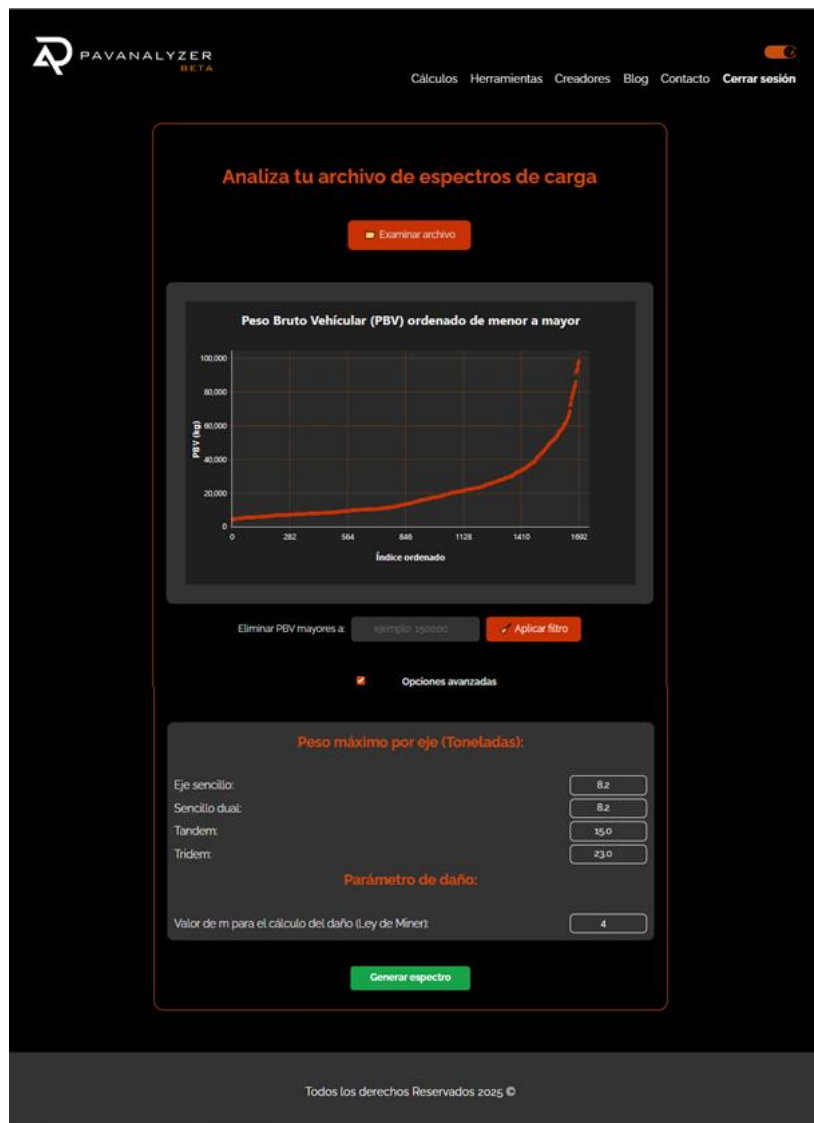 PAVANALYZER
BETA
Cálculos Herramientas Creadores Blog Contacto Cerrar sesión
Analiza tu archivo de espectros de carga
Examinar archivo
Peso Bruto Vehícular (PBV) ordenado de menor a mayor
100,000
80,000
60,000
40,000
20,000
0
PBV (kg)
0 282 564 846 1128 1410 1692
Índice ordenado
Eliminar PBV mayores a: ejemplo 150000 Aplicar filtro
Opciones avanzadas
Peso máximo por eje (Toneladas):
Eje sencillo: 8.2
Sencillo dual: 8.2
Tandem: 15.0
Tridem: 23.0
Parámetro de daño:
Valor de m para el cálculo del daño (Ley de Miner): 4
Generar espectro
Todos los derechos Reservados 2025 ©